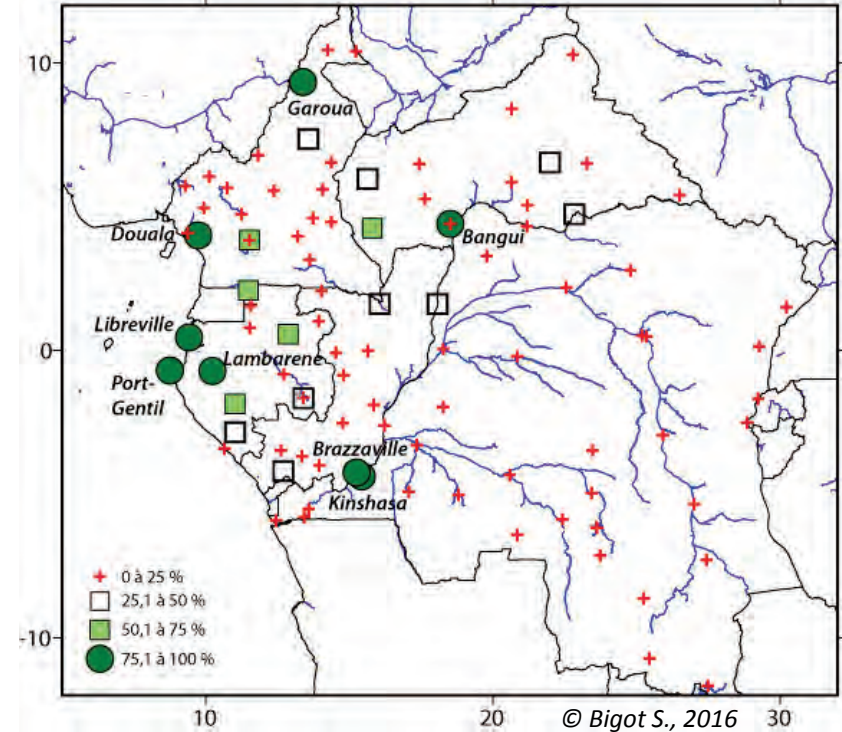 10
Garoua
Douala
Bangui
Libreville
0
Lambarene
Port-
Gentil
Brazzaville
Kinshasa
0 à 25 %
25,1 à 50 %
50,1 à 75 %
75,1 à 100 %
-10
10
20
30
© Bigot S., 2016